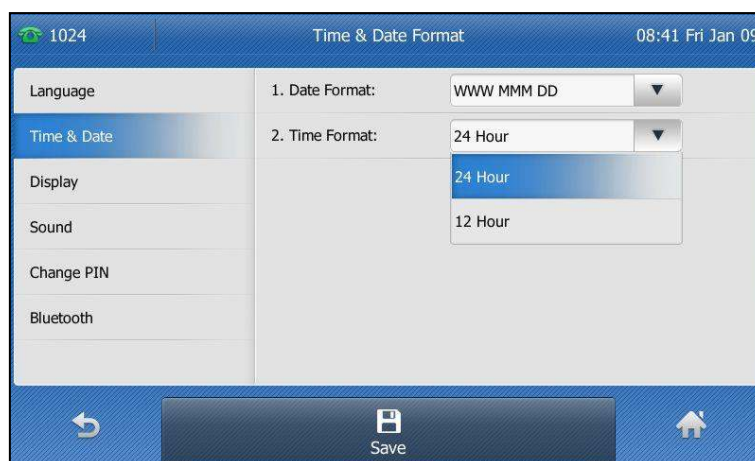 1024 Time & Date Format 08:41 Fri Jan 09
Language
1. Date Format: WWW MMM DD
Time & Date
2. Time Format: 24 Hour
Display
24 Hour
Sound
12 Hour
Change PIN
Bluetooth
Save